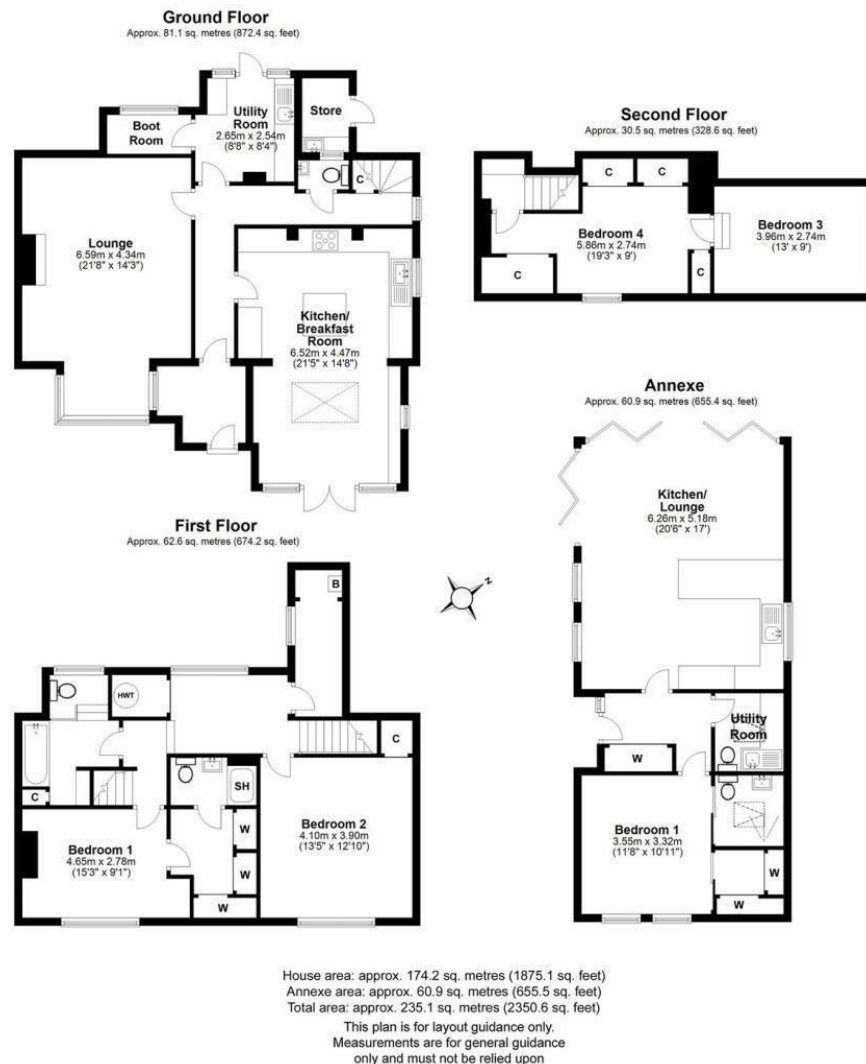 Ground Floor
Approx. 81.1 sq. metres (872.4 sq. feet)
Boot
Room
Utility
Room
2.65m x 2.54m
(8'8" x 8'4")
Store
C
Lounge
6.59m x 4.34m
(21'8" x 14'3")
Kitchen/
Breakfast
Room
6.52m x 4.47m
(21'5" x 14'8")
Second Floor
Approx. 30.5 sq. metres (328.6 sq. feet)
C
C
Bedroom 4
5.86m x 2.74m
(19'3" x 9')
Bedroom 3
3.96m x 2.74m
(13' x 9')
C
C
First Floor
Approx. 62.6 sq. metres (674.2 sq. feet)
B
HWT
C
C
SH
Bedroom 1
4.65m x 2.78m
(15'3" x 9'1")
W
W
W
Bedroom 2
4.10m x 3.90m
(13'5" x 12'10")
Z
Annexe
Approx. 60.9 sq. metres (655.4 sq. feet)
Kitchen/
Lounge
6.26m x 5.18m
(20'6" x 17')
Utility
Room
W
Bedroom 1
3.55m x 3.32m
(11'8" x 10'11")
W
W
House area: approx. 174.2 sq. metres (1875.1 sq. feet)
Annexe area: approx. 60.9 sq. metres (655.5 sq. feet)
Total area: approx. 235.1 sq. metres (2350.6 sq. feet)
This plan is for layout guidance only.
Measurements are for general guidance
only and must not be relied upon